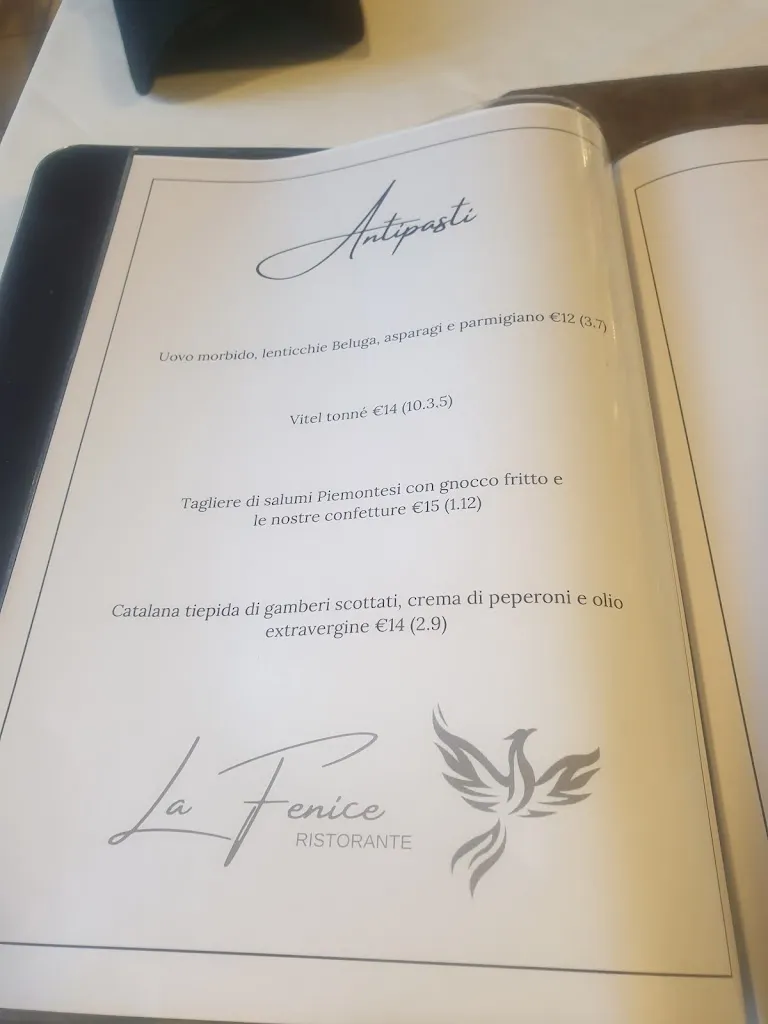 Antipasti
Uovo morbido, lenticchie Beluga, asparagi e parmigiano €12 (3,7)
Vitel tonné €14 (10.3.5)
Tagliere di salumi Piemontesi con gnocco fritto e
le nostre confetture €15 (1.12)
Catalana tiepida di gamberi scottati, crema di peperoni e olio
extravergine €14 (2.9)
La Fenice
RISTORANTE